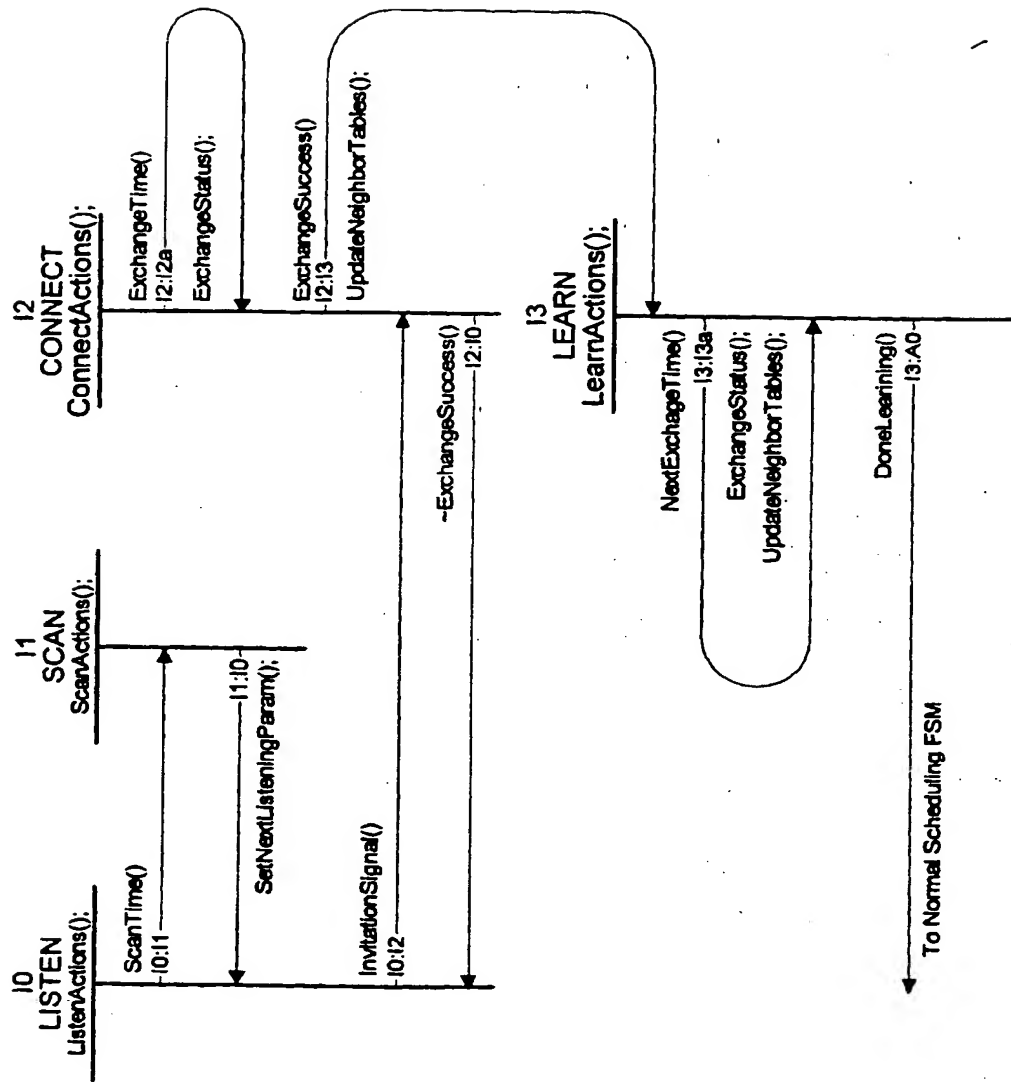 I0
LISTEN
ListenActions();
ScanTime()
I0:I1
I1:I0
SetNextListeningParam();
InvitationSignal()
I0:I2
~ExchangeSuccess()
I2:I0
I1
SCAN
ScanActions();
I2
CONNECT
ConnectActions();
ExchangeTime()
I2:I2a
ExchangeStatus();
ExchangeSuccess()
I2:I3
UpdateNeighborTables();
I3
LEARN
LearnActions();
NextExchageTime()
I3:I3a
ExchangeStatus();
UpdateNeighborTables();
DoneLearining()
I3:A0
To Normal Scheduling FSM